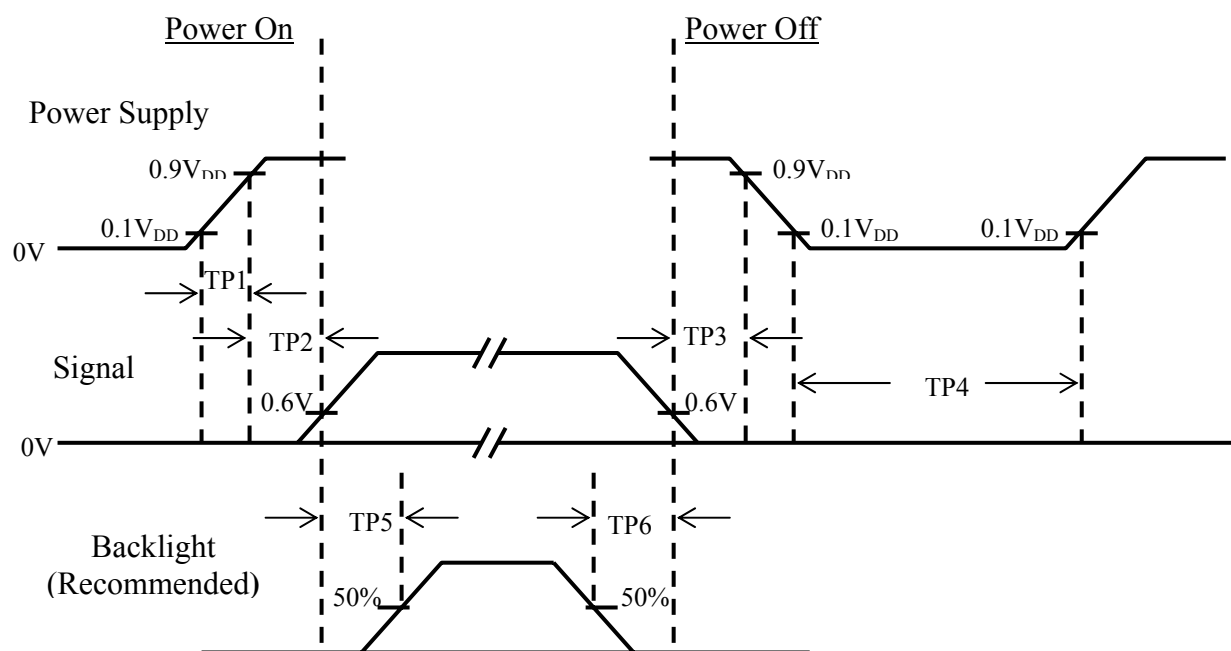 Power On
Power Off
Power Supply
0.9V_DD
0.9V_DD
0.1V_DD
0.1V_DD
0.1V_DD
0V
TP1
TP2
TP3
Signal
TP4
0.6V
0.6V
0V
TP5
TP6
Backlight
(Recommended)
50%
50%